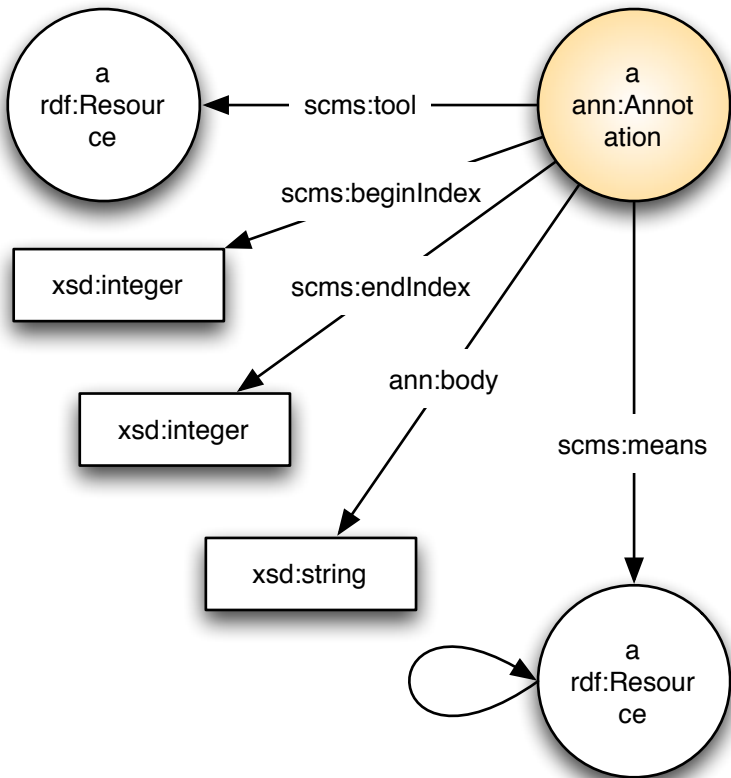 a
rdf:Resour
ce
scms:tool
a
ann:Annot
ation
scms:beginIndex
xsd:integer
scms:endIndex
ann:body
xsd:integer
scms:means
xsd:string
a
rdf:Resour
ce